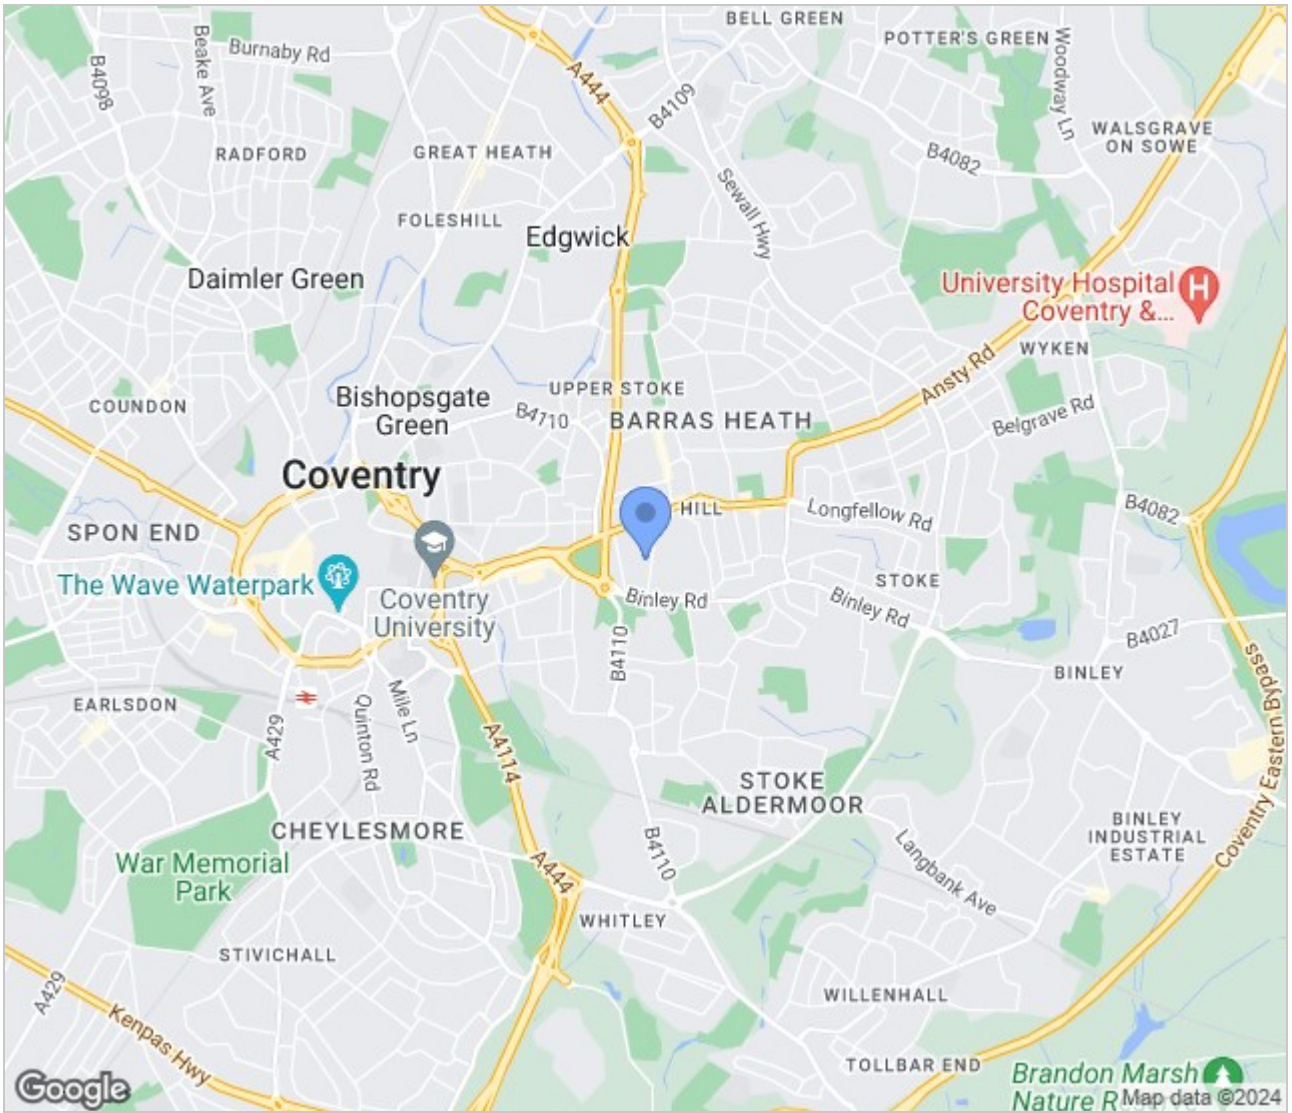 BELL GREEN
POTTER'S GREEN
Burnaby Rd
Beake Ave
B4098
A444
B4109
Woodway Ln
WALSGRAVE
ON SOWE
RADFORD
GREAT HEATH
B4082
Sewall Hwy
FOLESHILL
Edgwick
Daimler Green
University Hospital
Coventry &...
H
WYKEN
Ansty Rd
UPPER STOKE
Bishopsgate
Green
COUNDON
B4710
BARRAS HEATH
Belgrave Rd
Coventry
HILL
Longfellow Rd
B4082
SPON END
The Wave Waterpark
Coventry
University
Binley Rd
STOKE
Binley Rd
B4027
B4110
BINLEY
EARLSDON
A429
Quinton Rd
Mile Ln
A4114
Coventry Eastern Bypass
STOKE
ALDERMOOR
CHEYLESMORE
BINLEY
INDUSTRIAL
ESTATE
War Memorial
Park
A444
B4110
Langbank Ave
WHITLEY
STIVICHALL
A429
WILLENHALL
Kenpas Hwy
TOLLBAR END
Brandon Marsh
Nature R
Google
Map data ©2024